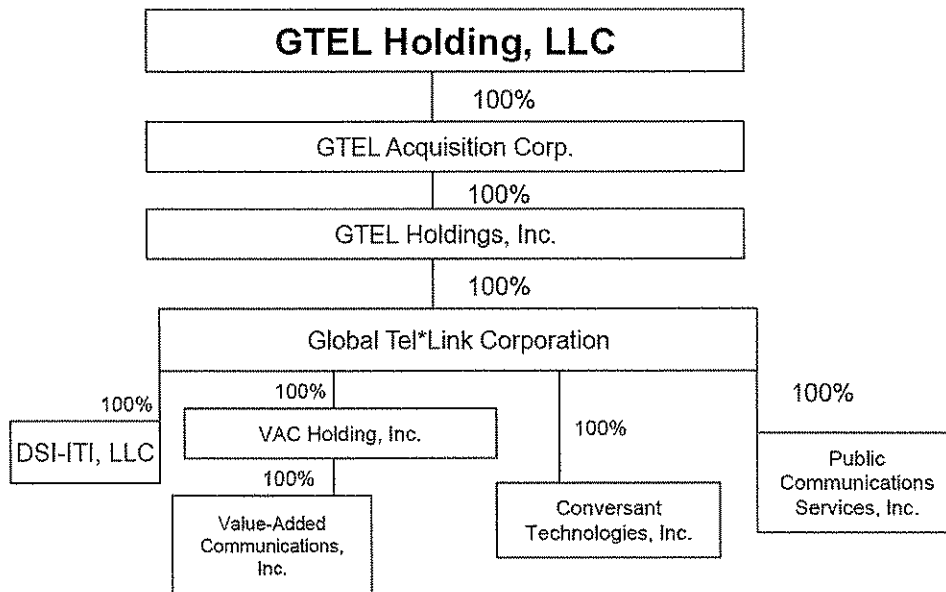 GTEL Holding, LLC
100%
GTEL Acquisition Corp.
100%
GTEL Holdings, Inc.
100%
Global Tel*Link Corporation
100%
100%
100%
100%
DSI-ITI, LLC
VAC Holding, Inc.
100%
Value-Added
Communications,
Inc.
Conversant
Technologies, Inc.
Public
Communications
Services, Inc.